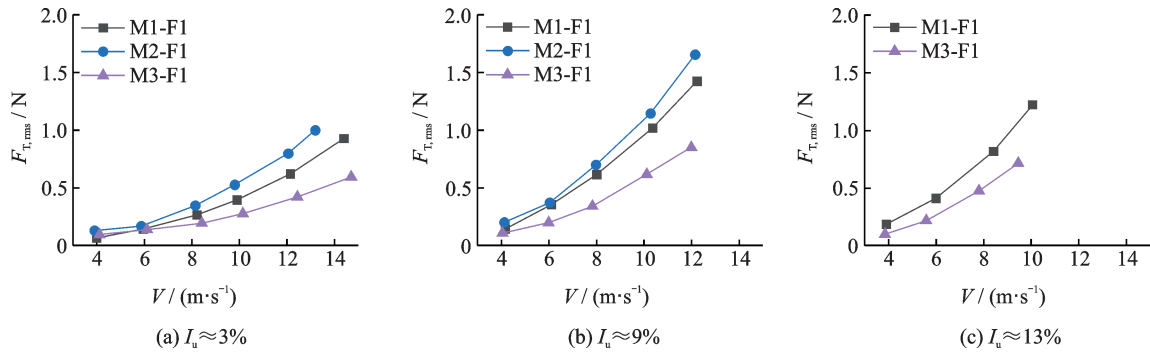 M1-F1
M2-F1
M3-F1
2.0
1.5
1.0
0.5
0
F_T,rms / N
4 6 8 10 12 14
V / (m·s⁻¹)
(a) I_u≈3%
M1-F1
M2-F1
M3-F1
2.0
1.5
1.0
0.5
0
F_T,rms / N
4 6 8 10 12 14
V / (m·s⁻¹)
(b) I_u≈9%
M1-F1
M3-F1
2.0
1.5
1.0
0.5
0
F_T,rms / N
4 6 8 10 12 14
V / (m·s⁻¹)
(c) I_u≈13%